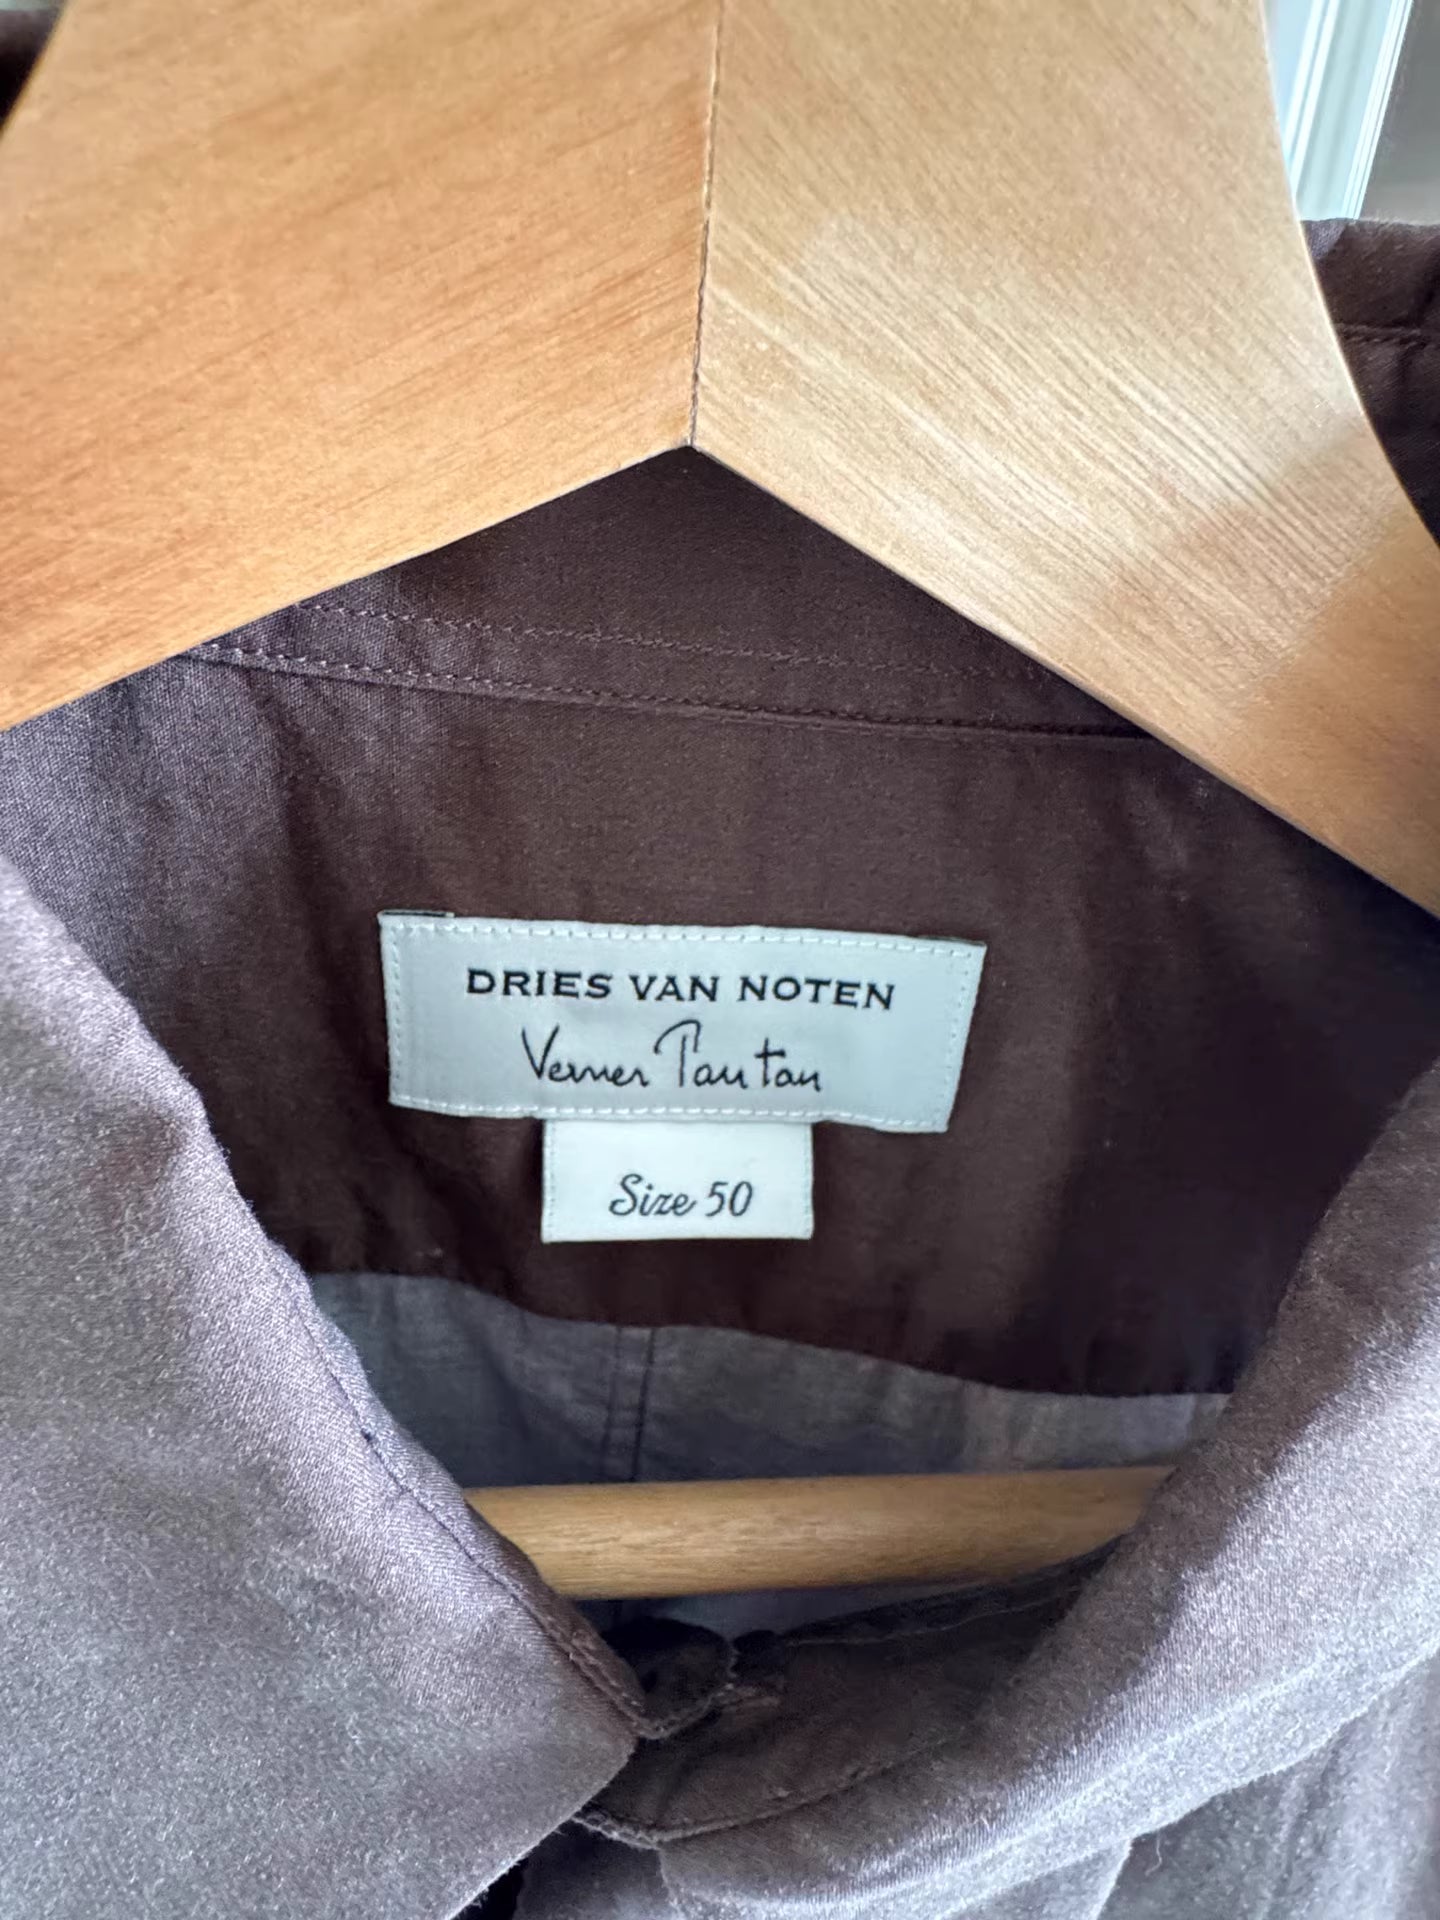 DRIES VAN NOTEN
Verner Panton
Size 50